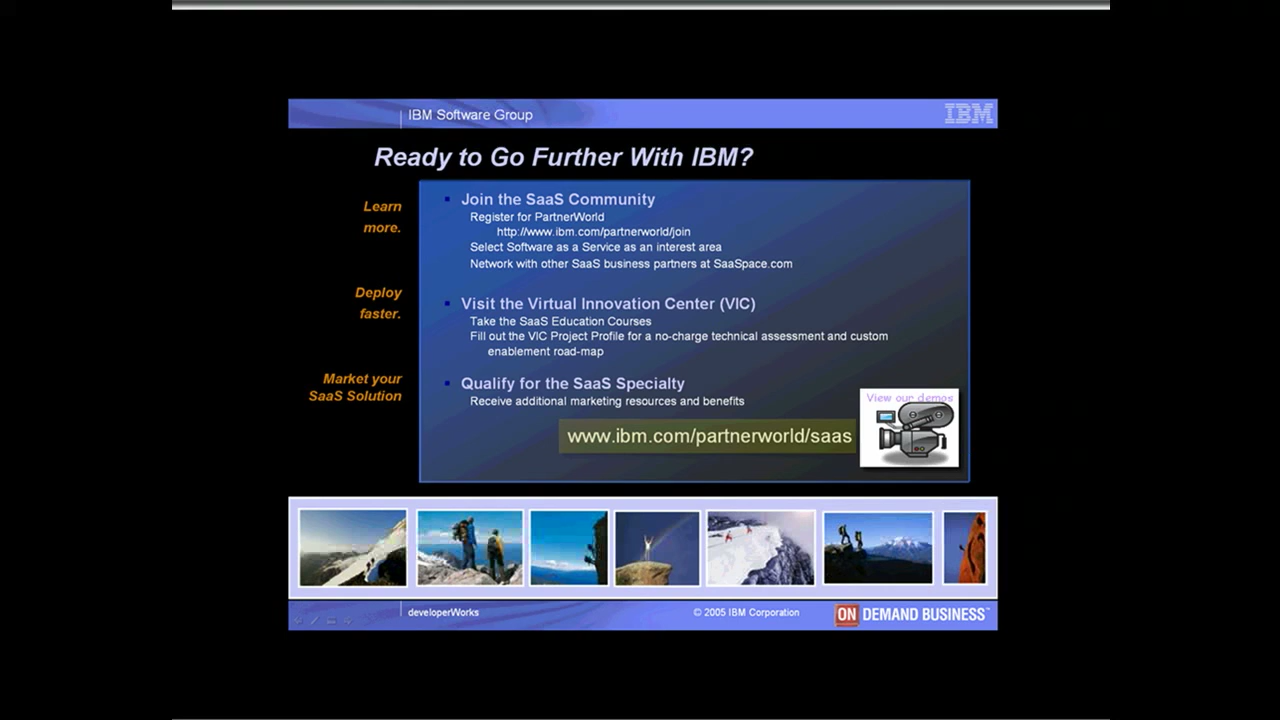 IBM Software Group
IBM
Ready to Go Further With IBM?
Learn
more.
Join the SaaS Community
Register for PartnerWorld
http://www.ibm.com/partnerworld/join
Select Software as a Service as an interest area
Network with other SaaS business partners at SaaSpace.com
Deploy
faster.
Visit the Virtual Innovation Center (VIC)
Take the SaaS Education Courses
Fill out the VIC Project Profile for a no-charge technical assessment and custom
enablement road-map
Market your
SaaS Solution
Qualify for the SaaS Specialty
Receive additional marketing resources and benefits
View our demos
www.ibm.com/partnerworld/saas
developerWorks
© 2005 IBM Corporation
ON DEMAND BUSINESS™